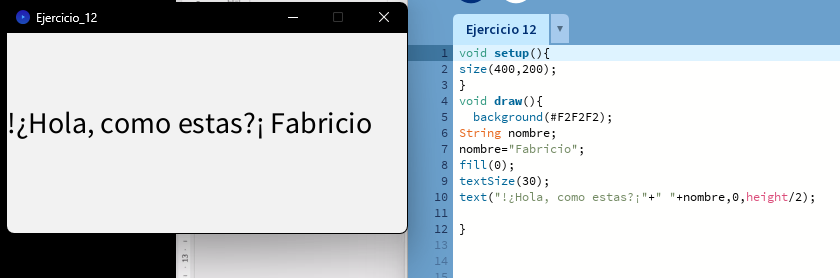 Ejercicio_12
!¿Hola, como estas?¡ Fabricio
Ejercicio 12
1 void setup(){
2 size(400,200);
3 }
4 void draw(){
5 background(#F2F2F2);
6 String nombre;
7 nombre="Fabricio";
8 fill(0);
9 textSize(30);
10 text("!¿Hola, como estas?¡"+" "+nombre,0,height/2);
11
12 }
13
14
15
13